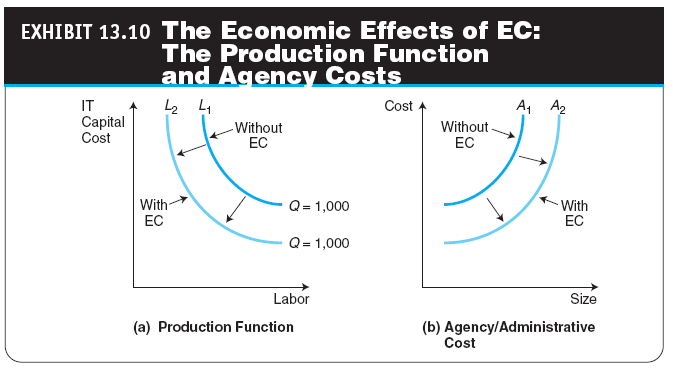 EXHIBIT 13.10 The Economic Effects of EC:
The Production Function
and Agency Costs
IT
Capital
Cost
L2 L1
Without
EC
With
EC
Q = 1,000
Q = 1,000
Labor
(a) Production Function
Cost
A1 A2
Without
EC
With
EC
Size
(b) Agency/Administrative
Cost